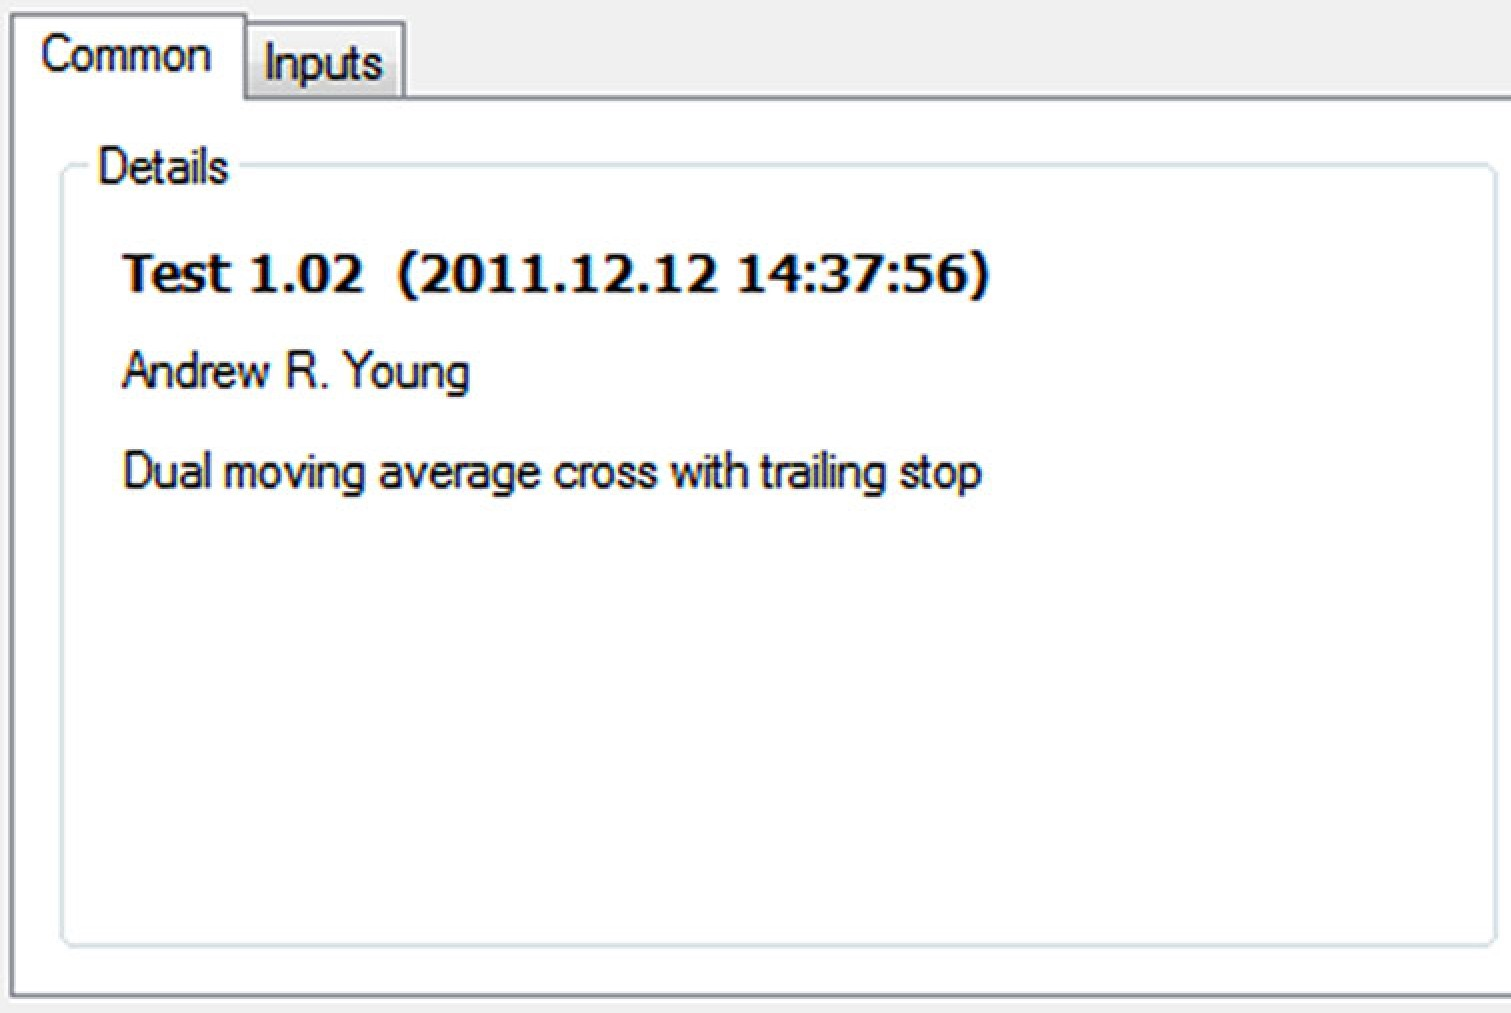 Common
Inputs
Details
Test 1.02  (2011.12.12 14:37:56)
Andrew R. Young
Dual moving average cross with trailing stop